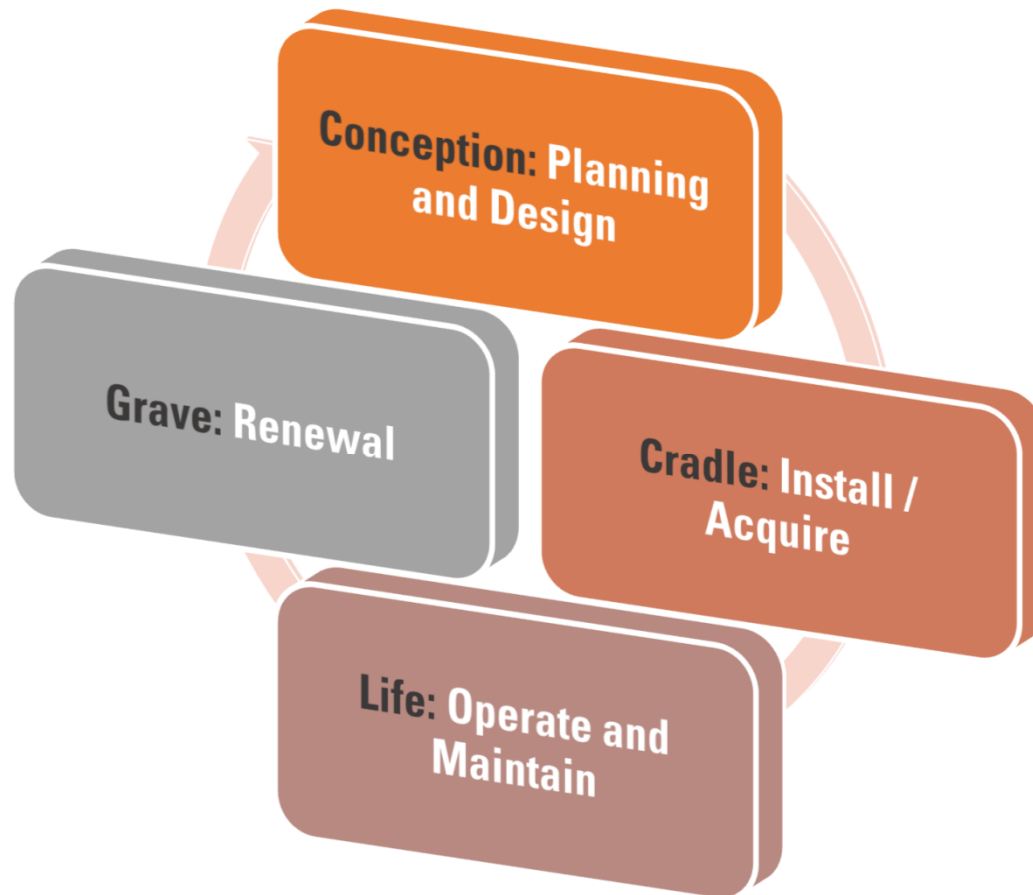 Conception: Planning
and Design
Cradle: Install /
Acquire
Life: Operate and
Maintain
Grave: Renewal